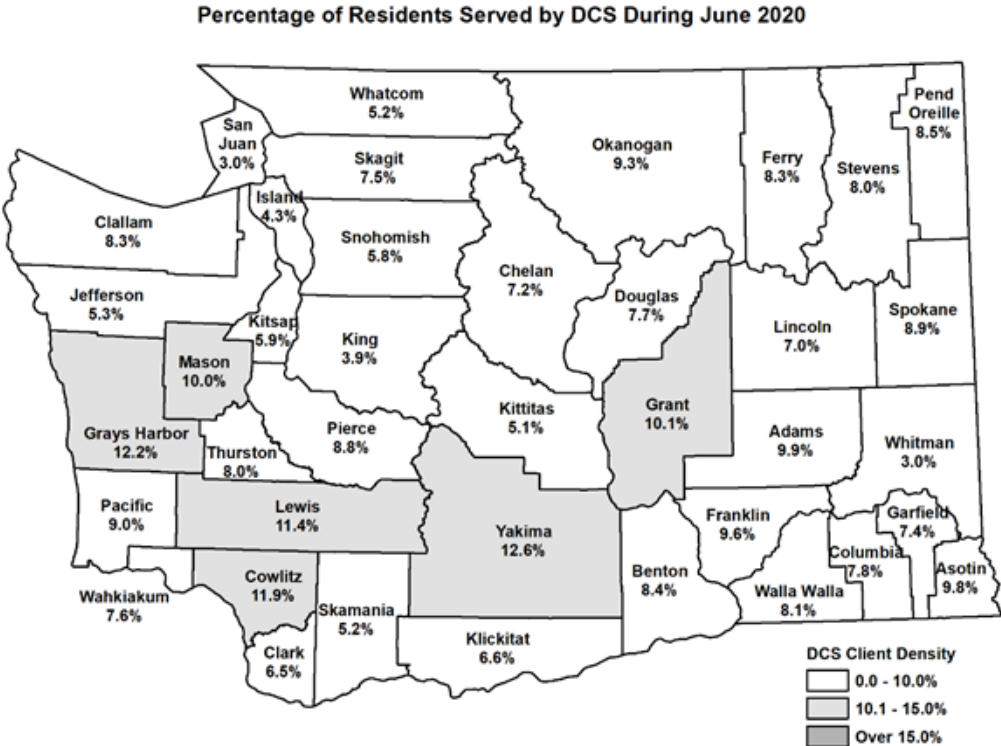 Percentage of Residents Served by DCS During June 2020
Whatcom
5.2%
San
Juan
3.0%
Skagit
7.5%
Okanogan
9.3%
Ferry
8.3%
Stevens
8.0%
Pend
Oreille
8.5%
Island
4.3%
Clallam
8.3%
Snohomish
5.8%
Chelan
7.2%
Douglas
7.7%
Jefferson
5.3%
Kitsap
5.9%
King
3.9%
Lincoln
7.0%
Spokane
8.9%
Mason
10.0%
Grays Harbor
12.2%
Thurston
8.0%
Pierce
8.8%
Kittitas
5.1%
Grant
10.1%
Adams
9.9%
Whitman
3.0%
Pacific
9.0%
Lewis
11.4%
Yakima
12.6%
Franklin
9.6%
Garfield
7.4%
Columbia
7.8%
Asotin
9.8%
Benton
8.4%
Walla Walla
8.1%
Wahkiakum
7.6%
Cowlitz
11.9%
Skamania
5.2%
Clark
6.5%
Klickitat
6.6%
DCS Client Density
0.0 - 10.0%
10.1 - 15.0%
Over 15.0%